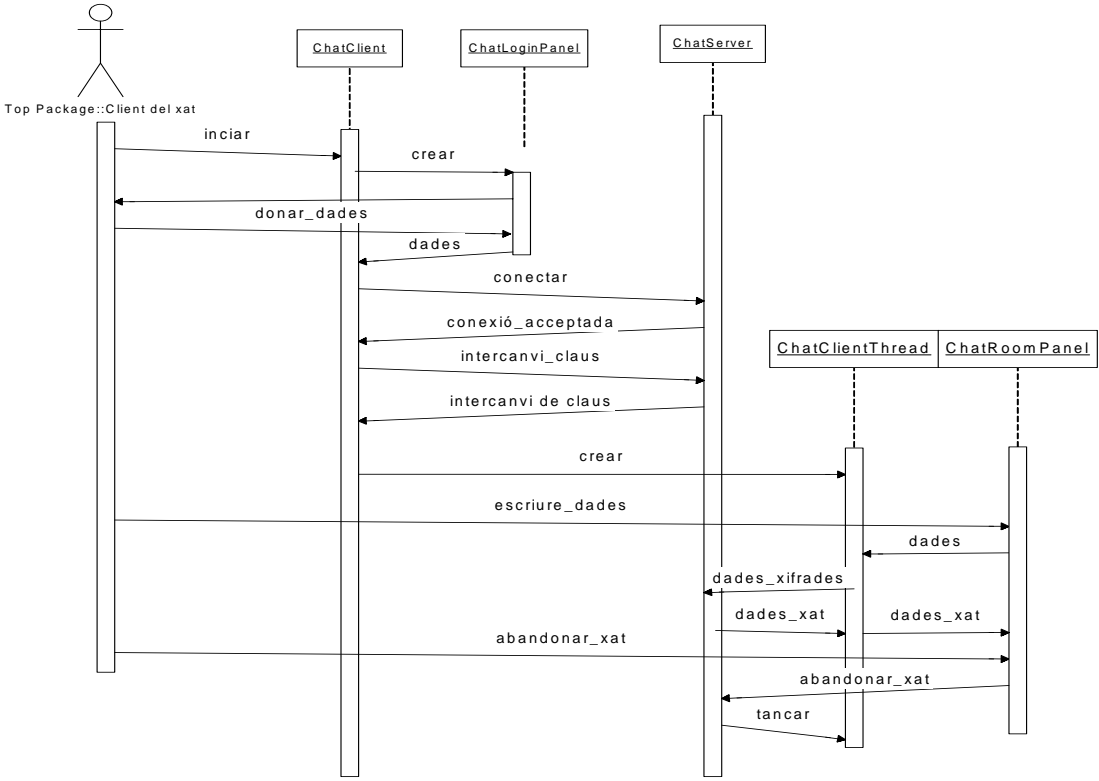 ChatClient
ChatLoginPanel
ChatServer
Top Package::Client del xat
inciar
crear
donar_dades
dades
conectar
conexió_acceptada
intercanvi_claus
ChatClientThread
ChatRoomPanel
intercanvi de claus
crear
escriure_dades
dades
dades_xifrades
dades_xat
dades_xat
abandonar_xat
abandonar_xat
tancar